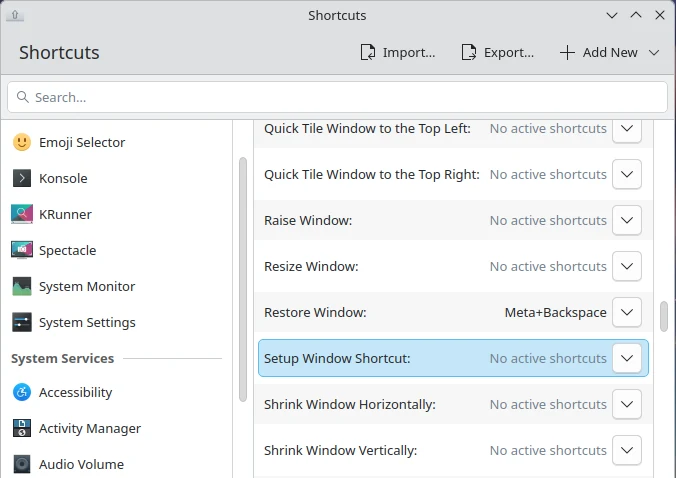 Shortcuts
Shortcuts
Import...
Export...
Add New
Search...
Emoji Selector
Konsole
KRunner
Spectacle
System Monitor
System Settings
System Services
Accessibility
Activity Manager
Audio Volume
Quick Tile Window to the Top Left: No active shortcuts
Quick Tile Window to the Top Right: No active shortcuts
Raise Window: No active shortcuts
Resize Window: No active shortcuts
Restore Window: Meta+Backspace
Setup Window Shortcut: No active shortcuts
Shrink Window Horizontally: No active shortcuts
Shrink Window Vertically: No active shortcuts